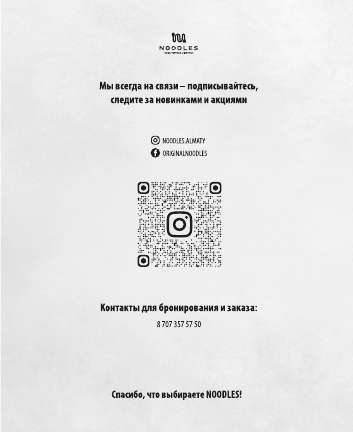 NOODLES
Мы всегда на связи – подписывайтесь,
следите за новинками и акциями
NOODLES.ALMATY
ORIGINALNOODLES
Контакты для бронирования и заказа:
8 707 357 57 50
Спасибо, что выбираете NOODLES!